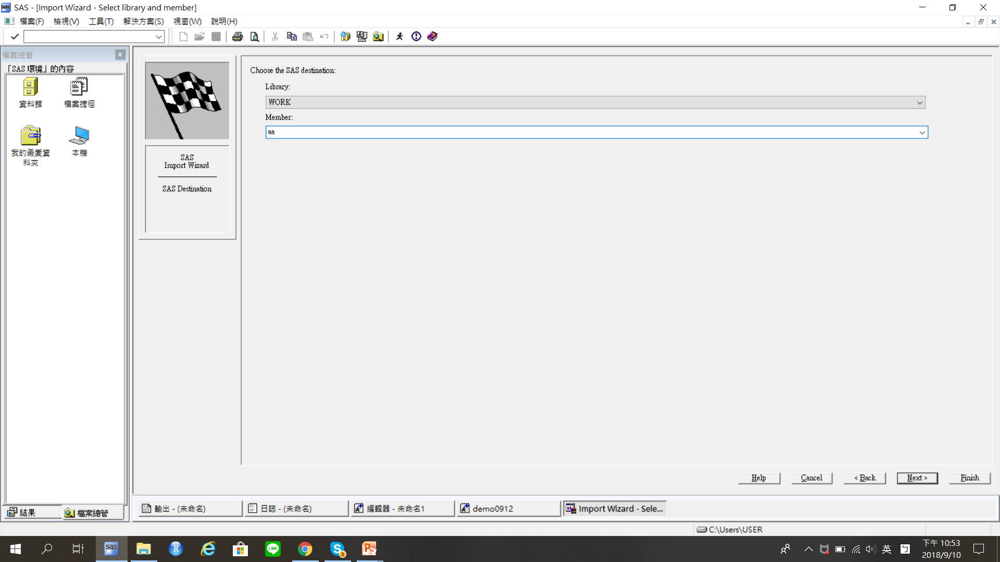 SAS - [Import Wizard - Select library and member]
檔案(F) 檢視(V) 工具(T) 解決方案(S) 視窗(W) 說明(H)
檔案總管
「SAS 環境」的內容
資料館
檔案捷徑
我的最愛資料夾
本機
SAS
Import Wizard
SAS Destination
Choose the SAS destination:
Library:
WORK
Member:
aa
Help Cancel < Back Next > Finish
結果 檔案總管
輸出 - (未命名) 日誌 - (未命名) 編輯器 - 未命名1 demo0912 Import Wizard - Sele...
C:\Users\USER
sas
R
LINE
S
3
P
英
下午 10:53
2018/9/10